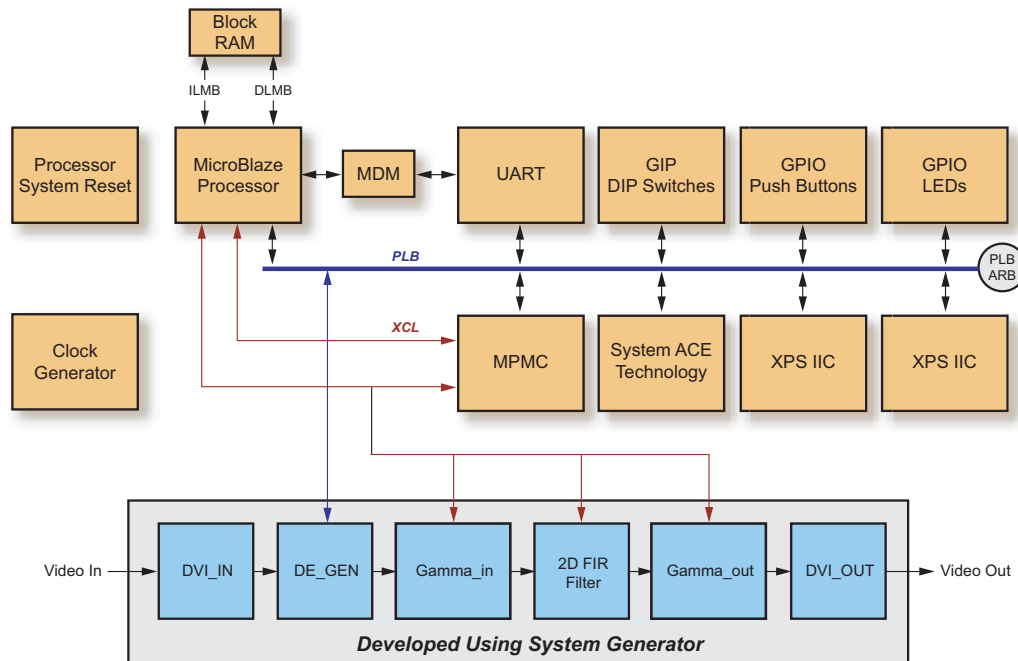 Block
RAM
ILMB
DLMB
Processor
System Reset
MicroBlaze
Processor
MDM
UART
GIP
DIP Switches
GPIO
Push Buttons
GPIO
LEDs
PLB
PLB
ARB
XCL
Clock
Generator
MPMC
System ACE
Technology
XPS IIC
XPS IIC
Video In
DVI_IN
DE_GEN
Gamma_in
2D FIR
Filter
Gamma_out
DVI_OUT
Video Out
Developed Using System Generator